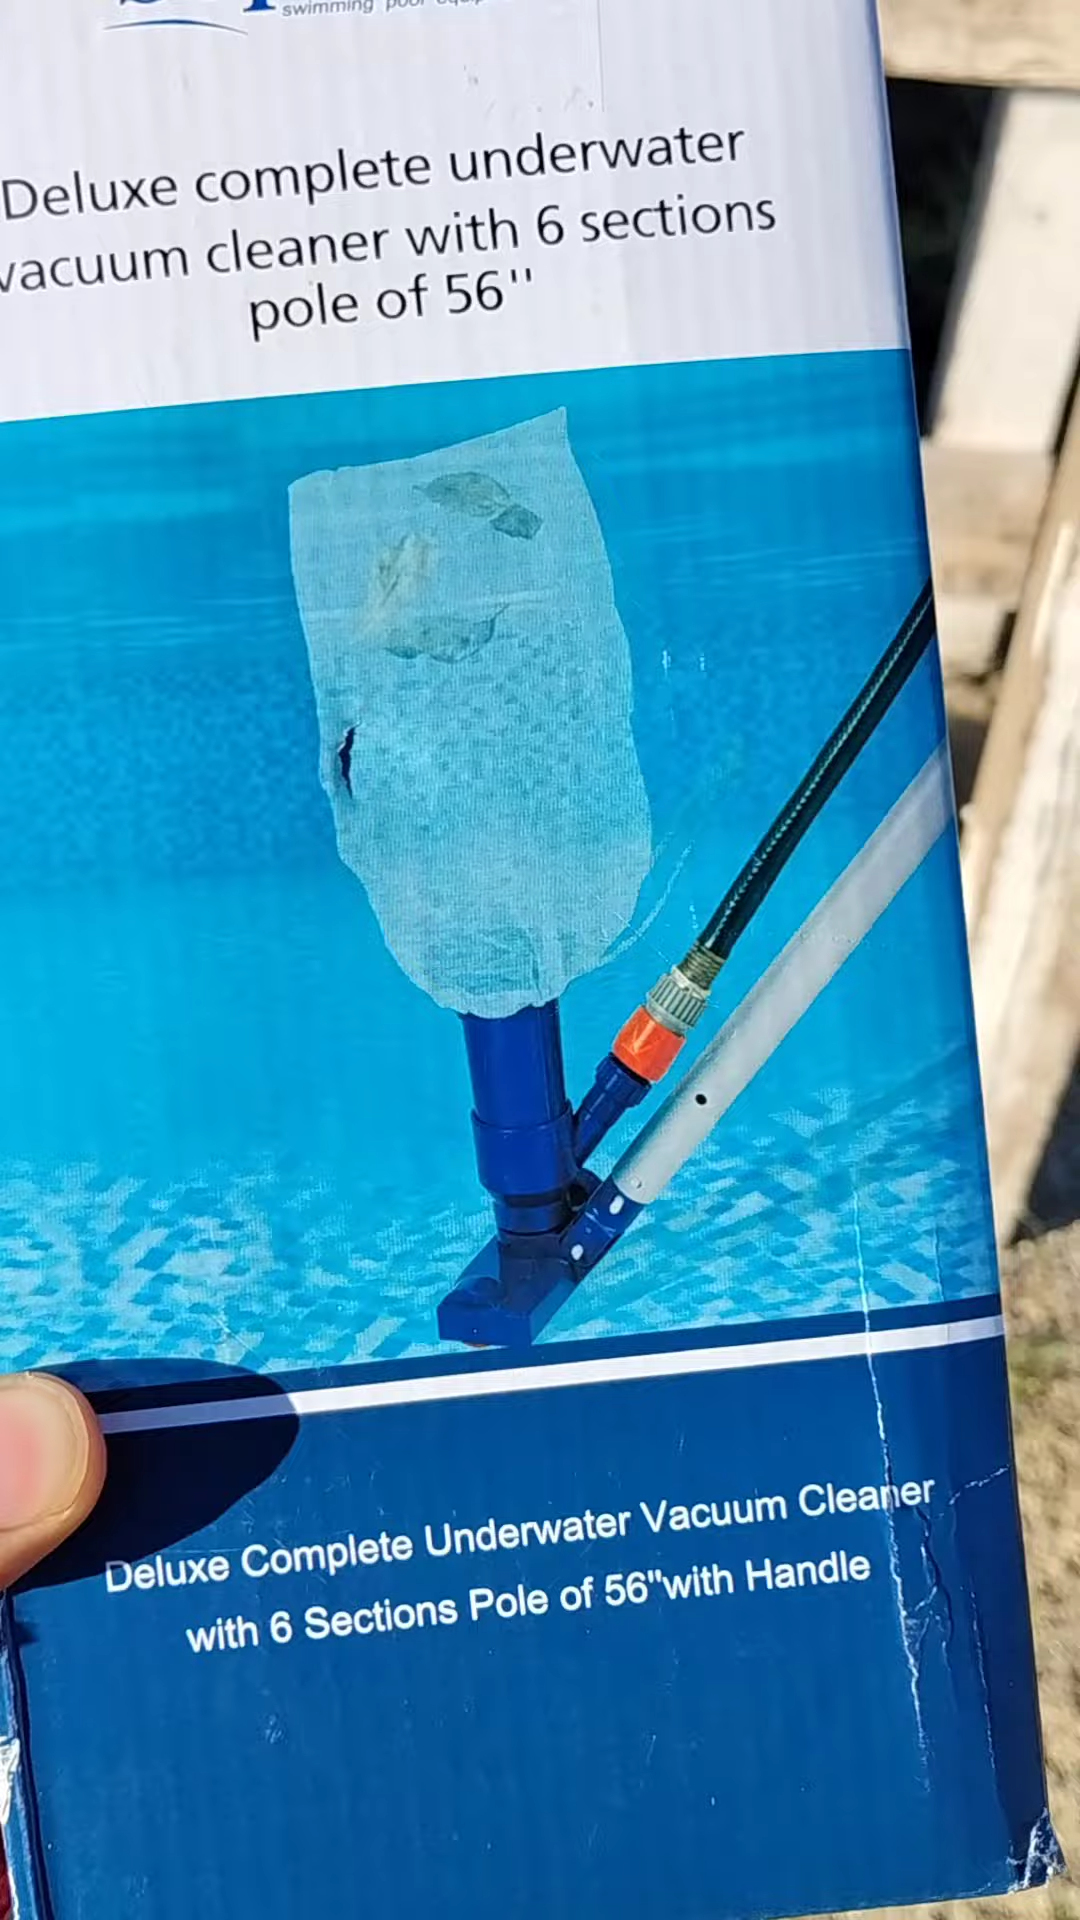 swimming pool
Deluxe complete underwater
vacuum cleaner with 6 sections
pole of 56''
Deluxe Complete Underwater Vacuum Cleaner
with 6 Sections Pole of 56"with Handle